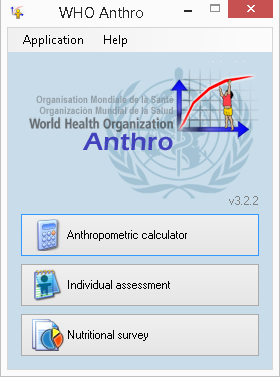 WHO Anthro
Application Help
Organisation Mondiale de la Santé
Organización Mundial de la Salud
World Health Organization
Anthro
v3.2.2
Anthropometric calculator
Individual assessment
Nutritional survey